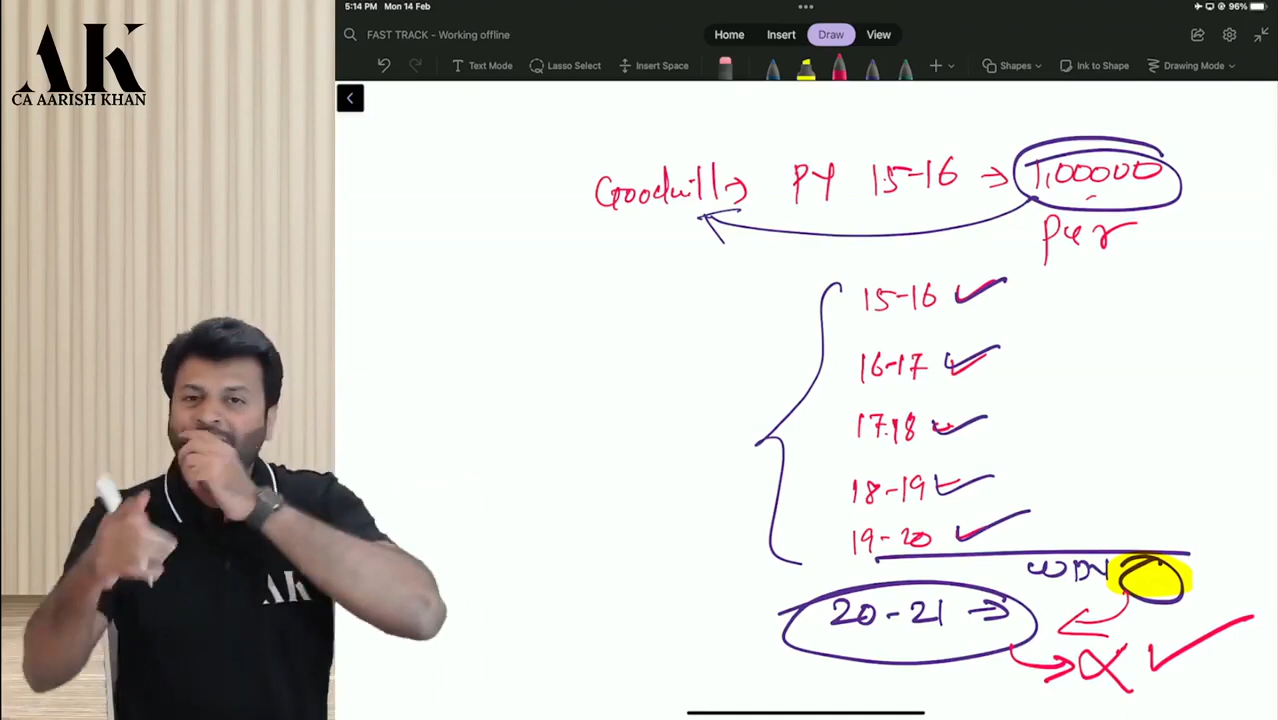 5:14 PM Mon 14 Feb
96%
AK
CA AARISH KHAN
FAST TRACK - Working offline
Home Insert Draw View
Text Mode Lasso Select Insert Space Shapes Ink to Shape Drawing Mode
Goodwill → PY 15-16 → 1,00000
Pur
15-16
16-17
17.18
18-19
19-20
WDV
20-21 →
AK